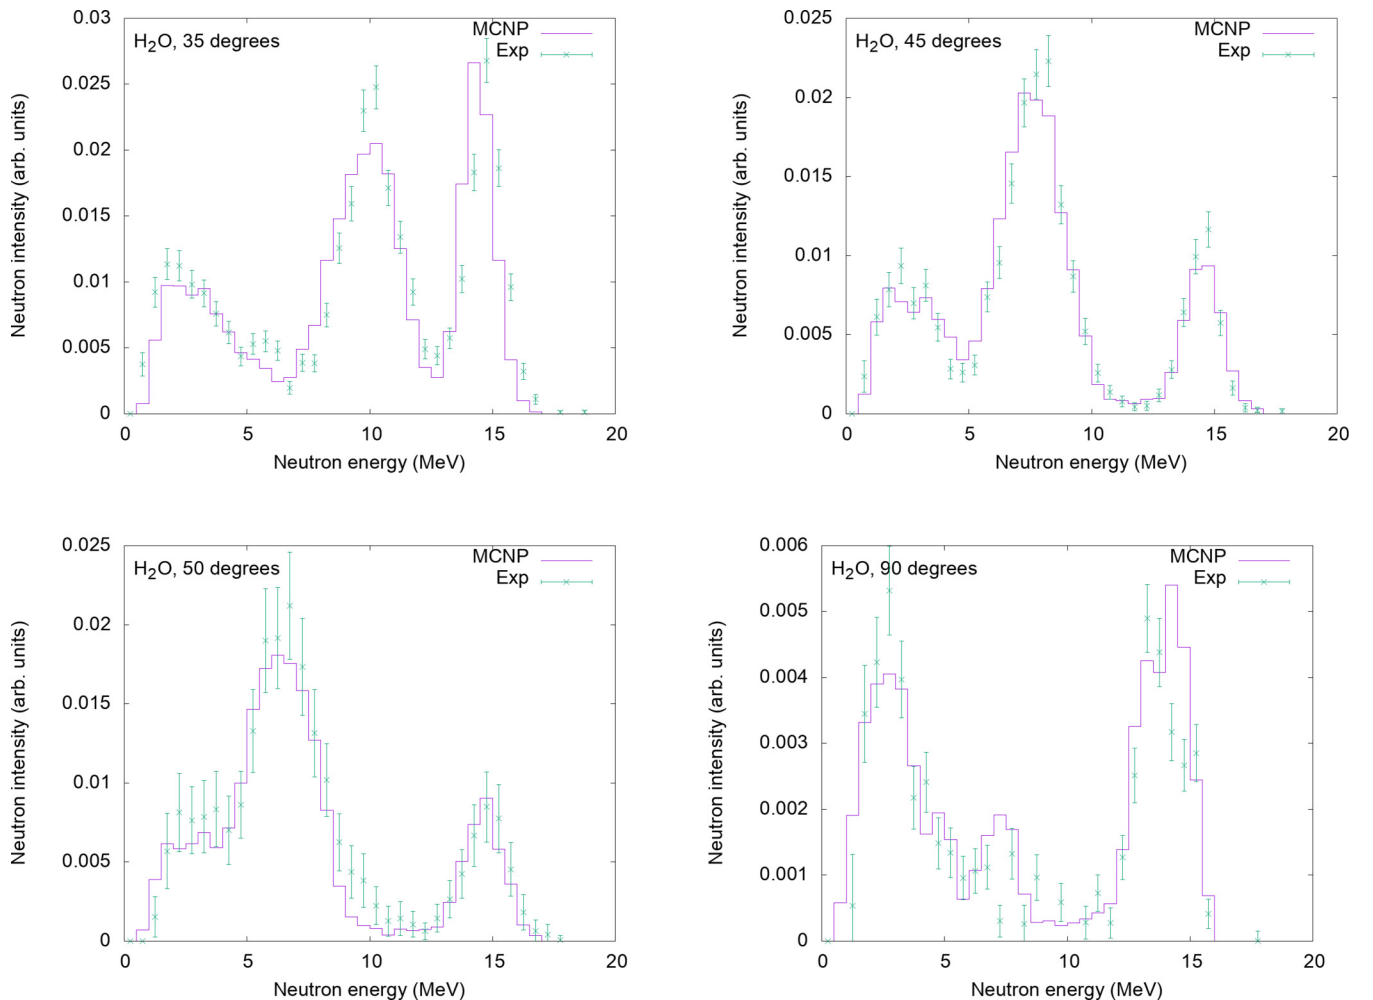 H2O, 35 degrees
MCNP
Exp
0.03
0.025
0.02
0.015
0.01
0.005
0
0 5 10 15 20
Neutron intensity (arb. units)
Neutron energy (MeV)
H2O, 45 degrees
MCNP
Exp
0.025
0.02
0.015
0.01
0.005
0
0 5 10 15 20
Neutron intensity (arb. units)
Neutron energy (MeV)
H2O, 50 degrees
MCNP
Exp
0.025
0.02
0.015
0.01
0.005
0
0 5 10 15 20
Neutron intensity (arb. units)
Neutron energy (MeV)
H2O, 90 degrees
MCNP
Exp
0.006
0.005
0.004
0.003
0.002
0.001
0
0 5 10 15 20
Neutron intensity (arb. units)
Neutron energy (MeV)